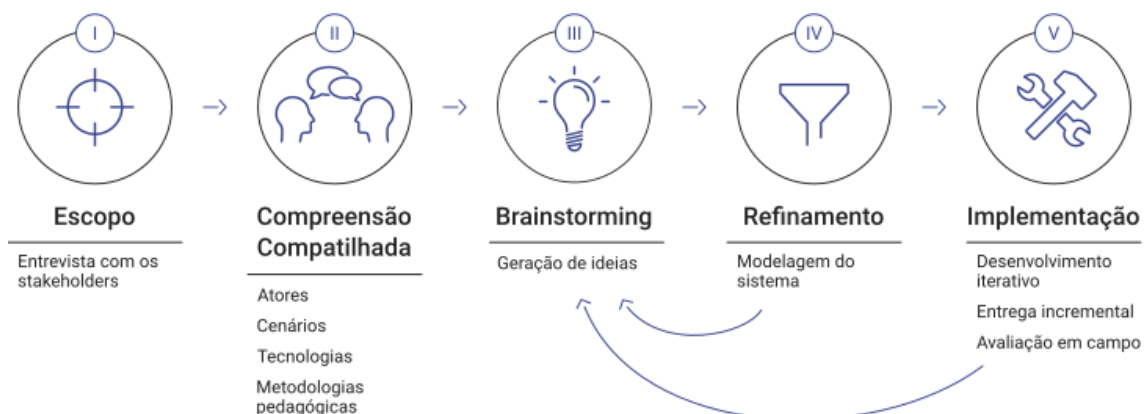 I
II
III
IV
V
Escopo
Entrevista com os
stakeholders
Compreensão
Compatilhada
Atores
Cenários
Tecnologias
Metodologias
pedagógicas
Brainstorming
Geração de ideias
Refinamento
Modelagem do
sistema
Implementação
Desenvolvimento
iterativo
Entrega incremental
Avaliação em campo